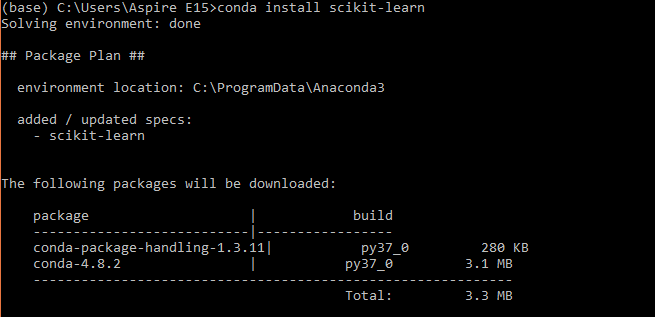 (base) C:\Users\Aspire E15>conda install scikit-learn
Solving environment: done
## Package Plan ##
environment location: C:\ProgramData\Anaconda3
added / updated specs:
- scikit-learn
The following packages will be downloaded:
package                    |            build
---------------------------|-----------------
conda-package-handling-1.3.11|           py37_0         280 KB
conda-4.8.2                |           py37_0         3.1 MB
------------------------------------------------------------
Total:         3.3 MB